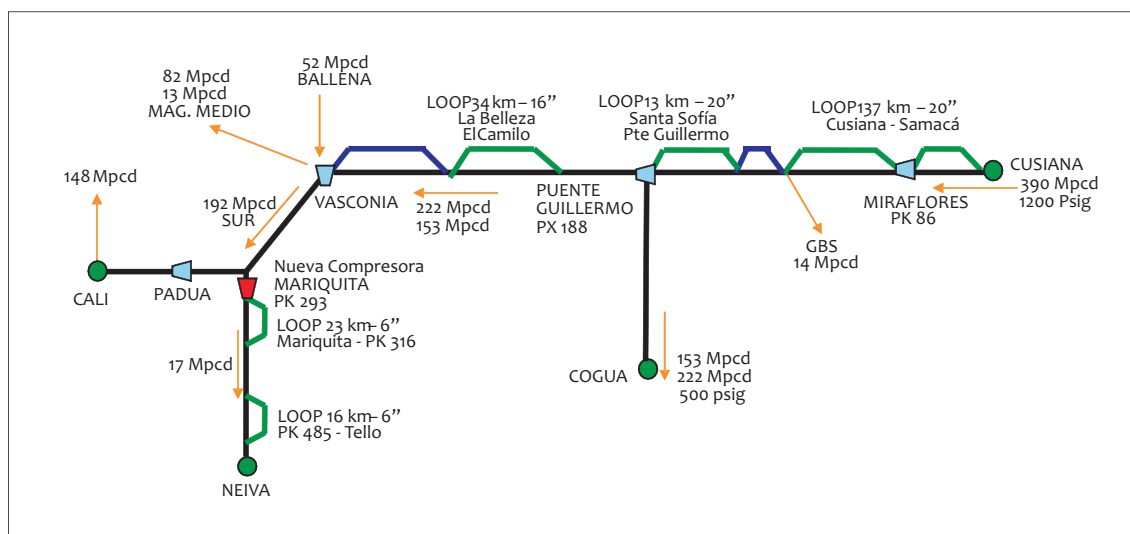 82 Mpcd
13 Mpcd
MAG. MEDIO
52 Mpcd
BALLENA
LOOP34 km – 16”
La Belleza
ElCamilo
LOOP13 km – 20”
Santa Sofía
Pte Guillermo
LOOP137 km – 20”
Cusiana - Samacá
148 Mpcd
192 Mpcd
SUR
VASCONIA
222 Mpcd
153 Mpcd
PUENTE
GUILLERMO
PX 188
MIRAFLORES
PK 86
CUSIANA
390 Mpcd
1200 Psig
GBS
14 Mpcd
CALI
PADUA
Nueva Compresora
MARIQUITA
PK 293
LOOP 23 km– 6”
Mariquita - PK 316
17 Mpcd
LOOP 16 km– 6”
PK 485 - Tello
NEIVA
COGUA
153 Mpcd
222 Mpcd
500 psig